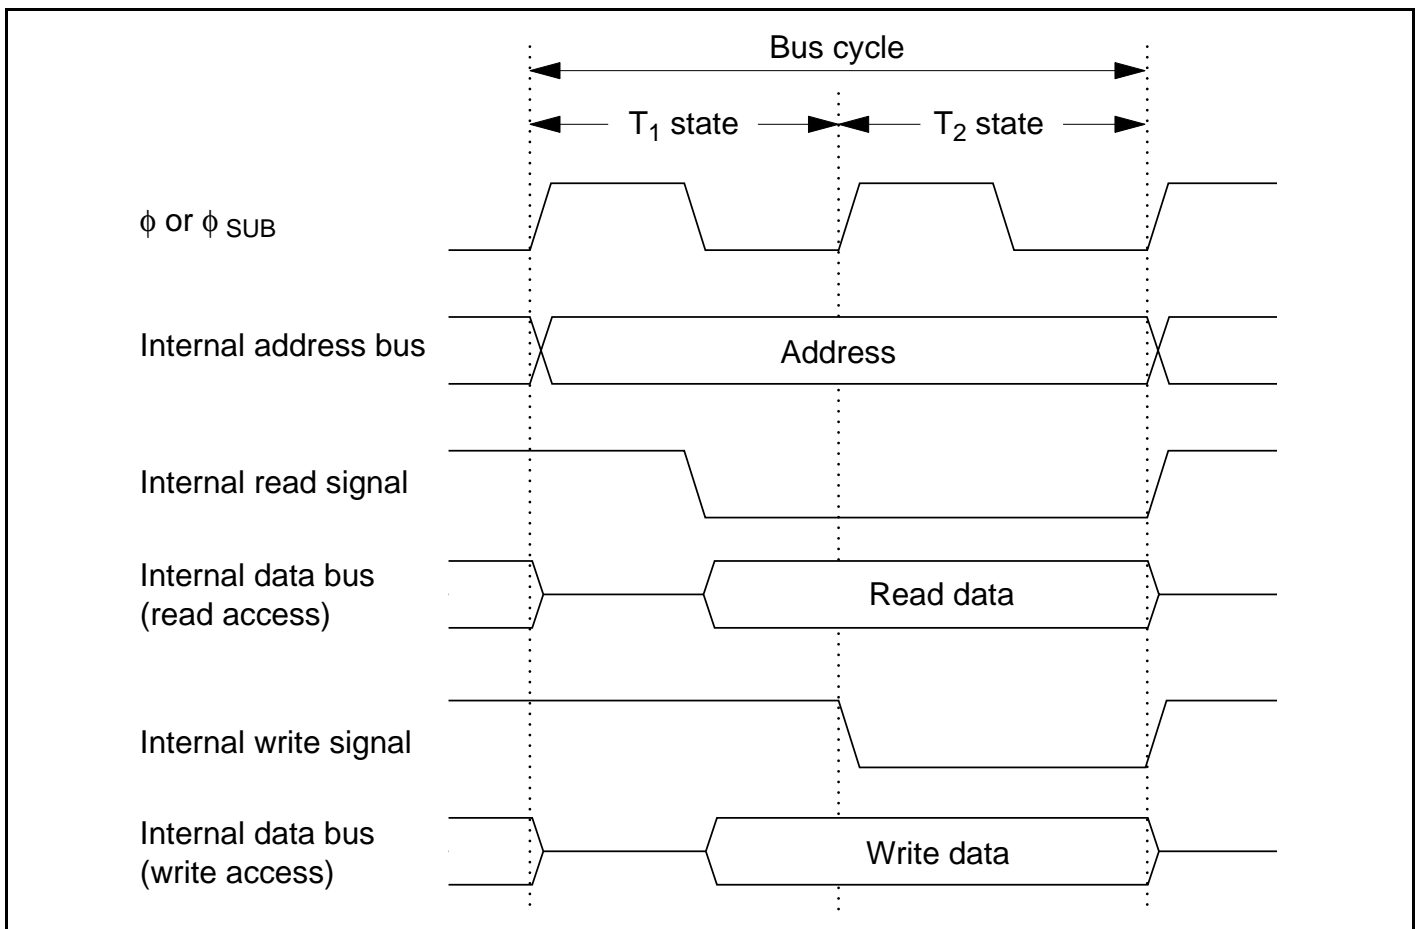 Bus cycle
T1 state
T2 state
ϕ or ϕ SUB
Internal address bus
Address
Internal read signal
Internal data bus
(read access)
Read data
Internal write signal
Internal data bus
(write access)
Write data